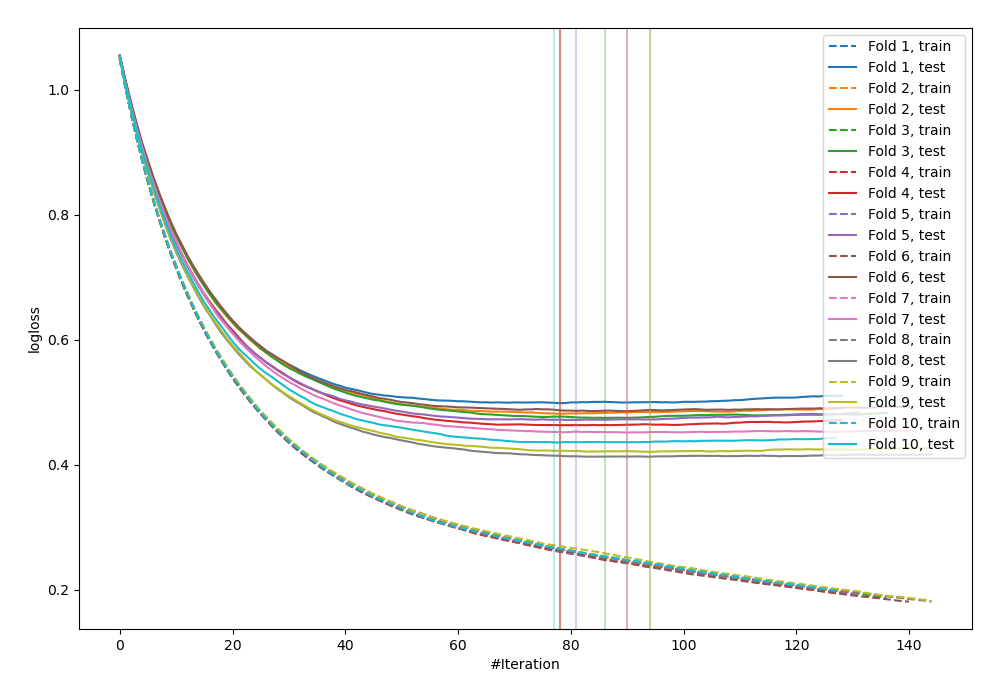 logloss
1.0
0.8
0.6
0.4
0.2
0
20
40
60
80
100
120
140
#Iteration
Fold 1, train
Fold 1, test
Fold 2, train
Fold 2, test
Fold 3, train
Fold 3, test
Fold 4, train
Fold 4, test
Fold 5, train
Fold 5, test
Fold 6, train
Fold 6, test
Fold 7, train
Fold 7, test
Fold 8, train
Fold 8, test
Fold 9, train
Fold 9, test
Fold 10, train
Fold 10, test